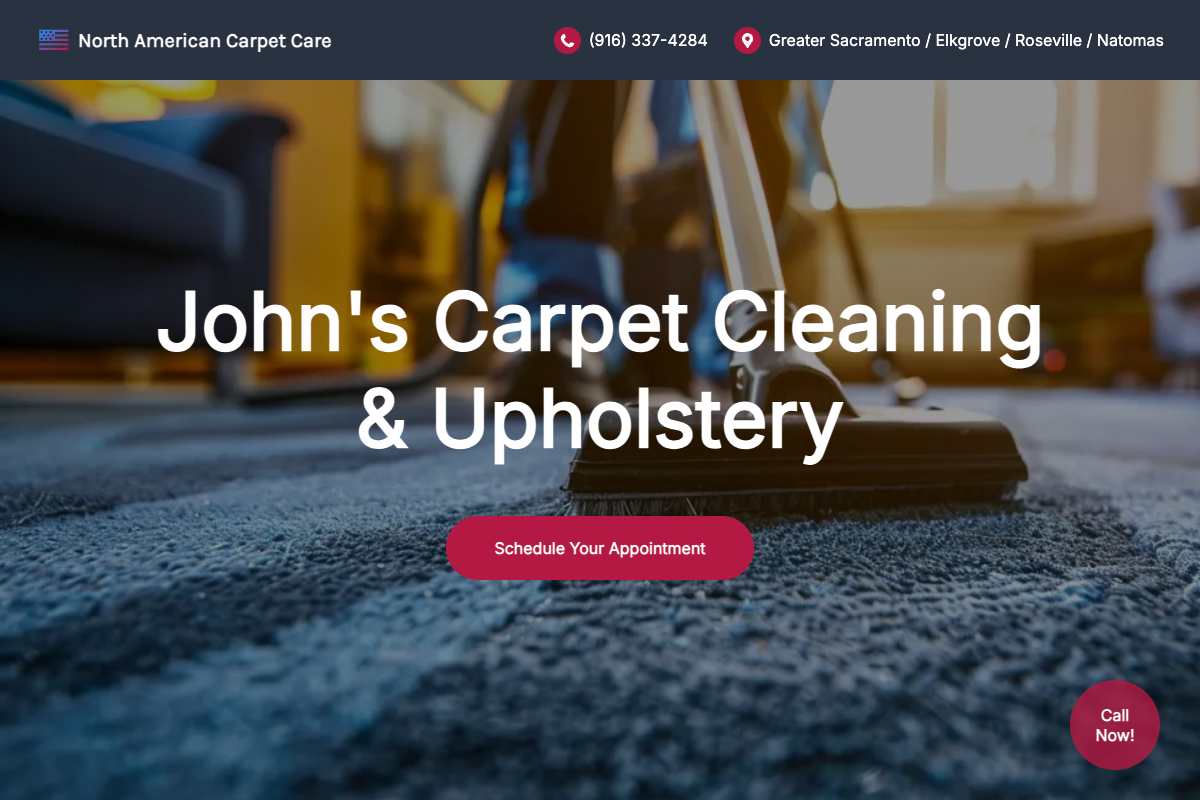 North American Carpet Care
(916) 337-4284
Greater Sacramento / Elkgrove / Roseville / Natomas
John's Carpet Cleaning
& Upholstery
Schedule Your Appointment
Call
Now!